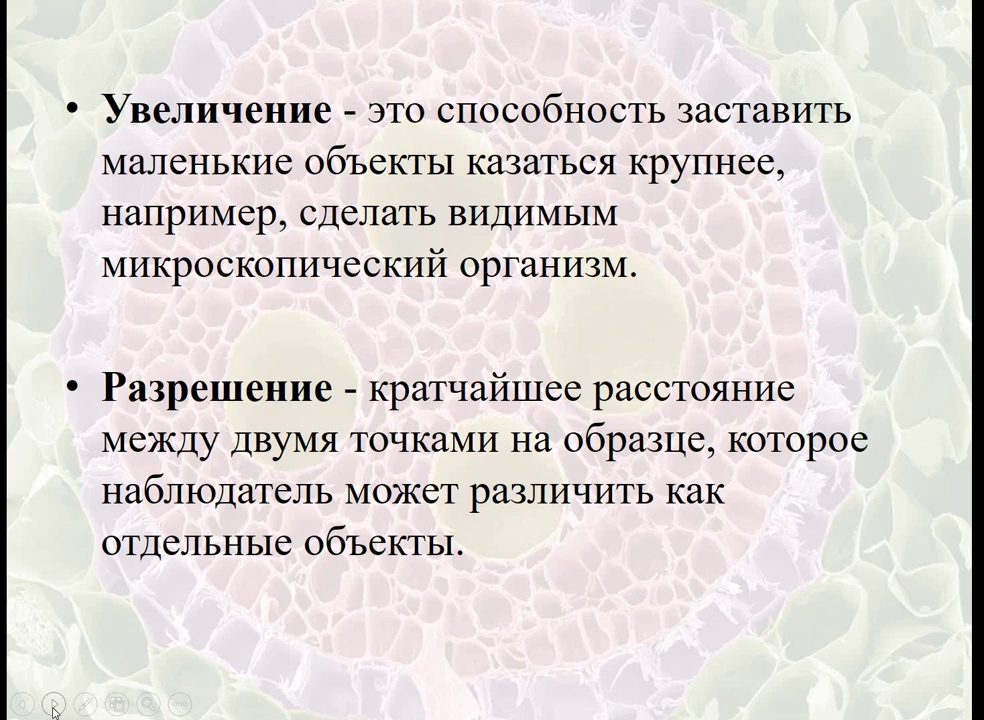 • Увеличение - это способность заставить
маленькие объекты казаться крупнее,
например, сделать видимым
микроскопический организм.
• Разрешение - кратчайшее расстояние
между двумя точками на образце, которое
наблюдатель может различить как
отдельные объекты.